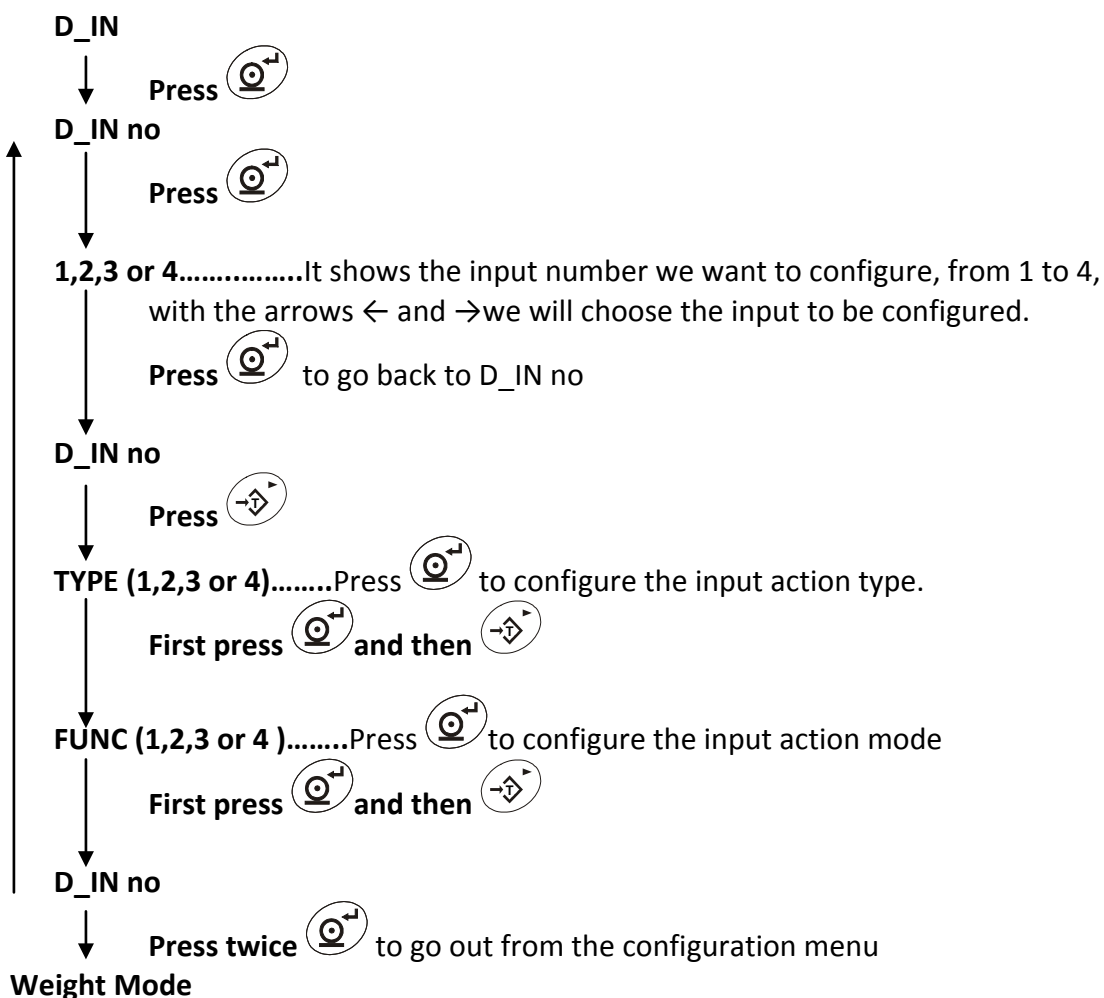 D_IN
Press
D_IN no
Press
1,2,3 or 4……..……..It shows the input number we want to configure, from 1 to 4,
with the arrows ← and →we will choose the input to be configured.
Press to go back to D_IN no
D_IN no
Press T
TYPE (1,2,3 or 4)……..Press to configure the input action type.
First press and then T
FUNC (1,2,3 or 4 )……..Press to configure the input action mode
First press and then T
D_IN no
Press twice to go out from the configuration menu
Weight Mode